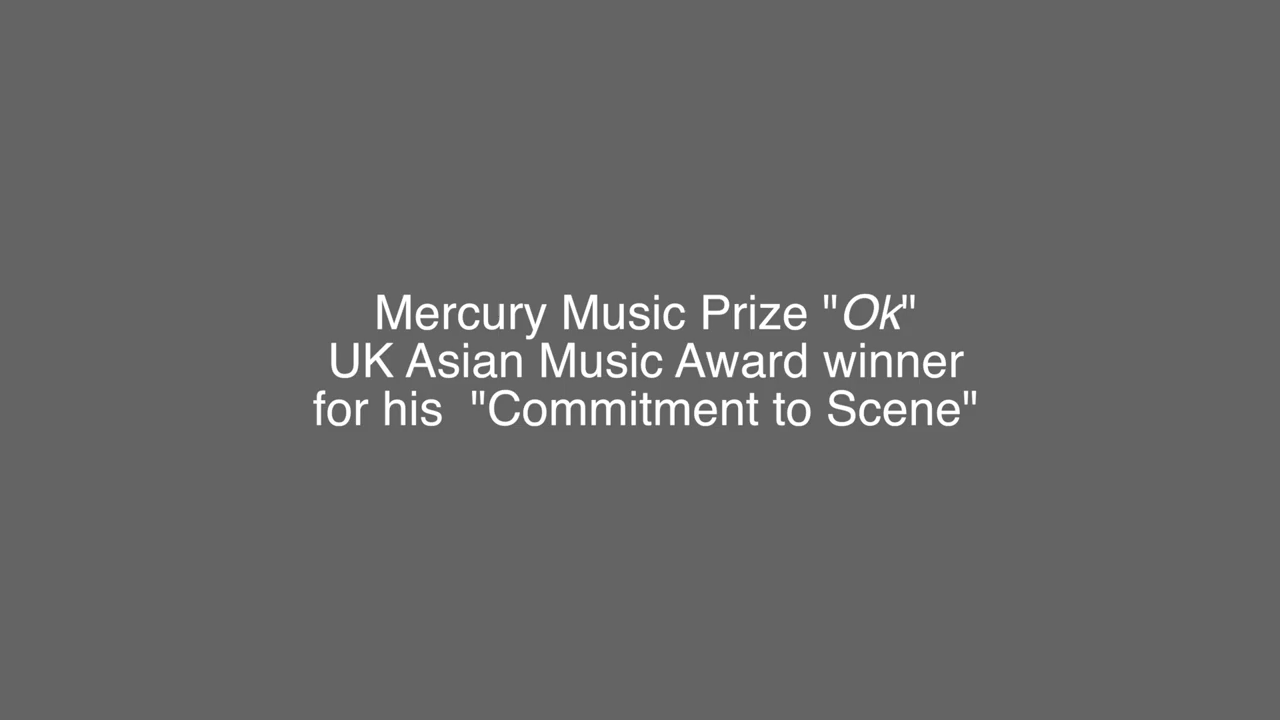 Mercury Music Prize "Ok"
UK Asian Music Award winner
for his  "Commitment to Scene"